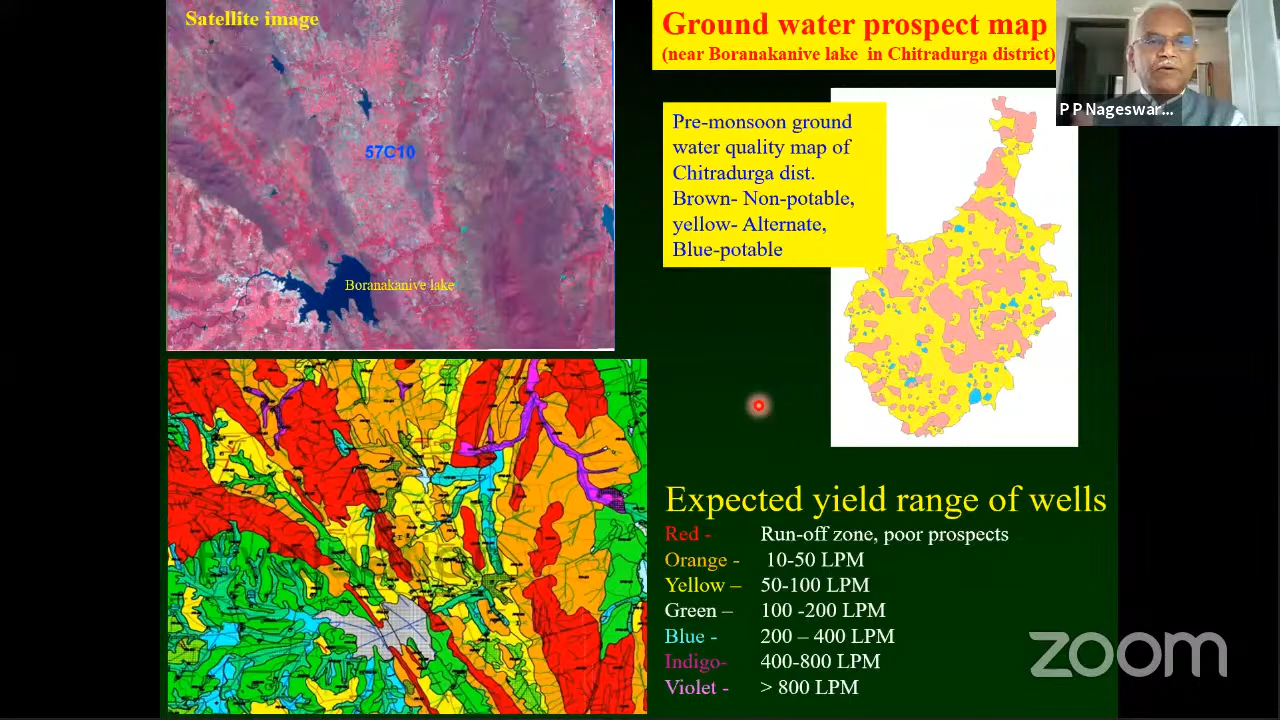 Satellite image
57C10
Boranakanive lake
Ground water prospect map
(near Boranakanive lake in Chitradurga district)
P P Nageswar...
Pre-monsoon ground
water quality map of
Chitradurga dist.
Brown- Non-potable,
yellow- Alternate,
Blue-potable
Expected yield range of wells
Red - Run-off zone, poor prospects
Orange - 10-50 LPM
Yellow – 50-100 LPM
Green – 100 -200 LPM
Blue - 200 – 400 LPM
Indigo- 400-800 LPM
Violet - > 800 LPM
zoom